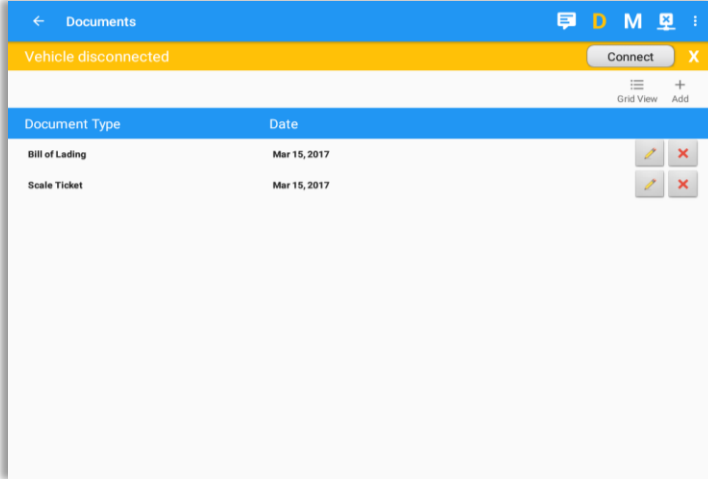 Documents D M
Vehicle disconnected Connect X
Grid View Add
Document Type Date
Bill of Lading Mar 15, 2017
Scale Ticket Mar 15, 2017